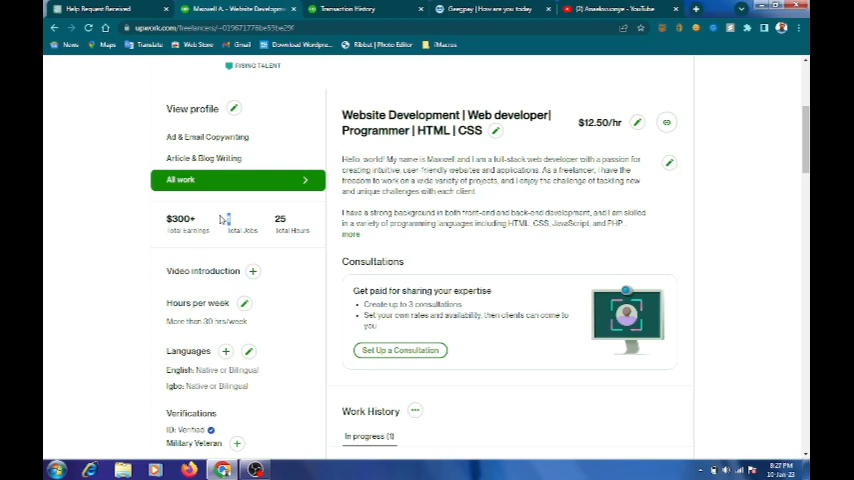 Help Request Received
Maxwell A. - Website Developmen
Transaction History
Geegpay | How are you today
upwork.com/freelancers/
News
Maps
Translate
Web Store
Gmail
Download Wordpre...
Ribbet | Photo Editor
iMacros
RISING TALENT
View profile
Ad & Email Copywriting
Article & Blog Writing
All work
$300+
25
Total Earnings
Total Jobs
Total Hours
Video introduction
Hours per week
More than 30 hrs/week
Languages
English: Native or Bilingual
Igbo: Native or Bilingual
Verifications
ID: Verified
Military Veteran
Website Development | Web developer|
Programmer | HTML | CSS
$12.50/hr
Hello, world! My name is Maxwell and I am a full-stack web developer with a passion for
creating intuitive, user-friendly websites and applications. As a freelancer, I have the
freedom to work on a wide variety of projects, and I enjoy the challenge of tackling new
and unique challenges with each client.
I have a strong background in both front-end and back-end development, and I am skilled
in a variety of programming languages including HTML, CSS, JavaScript, and PHP...
more
Consultations
Get paid for sharing your expertise
Create up to 3 consultations
Set your own rates and availability, then clients can come to
you
Set Up a Consultation
Work History
In progress (1)
8:27 PM
10-Jan-23